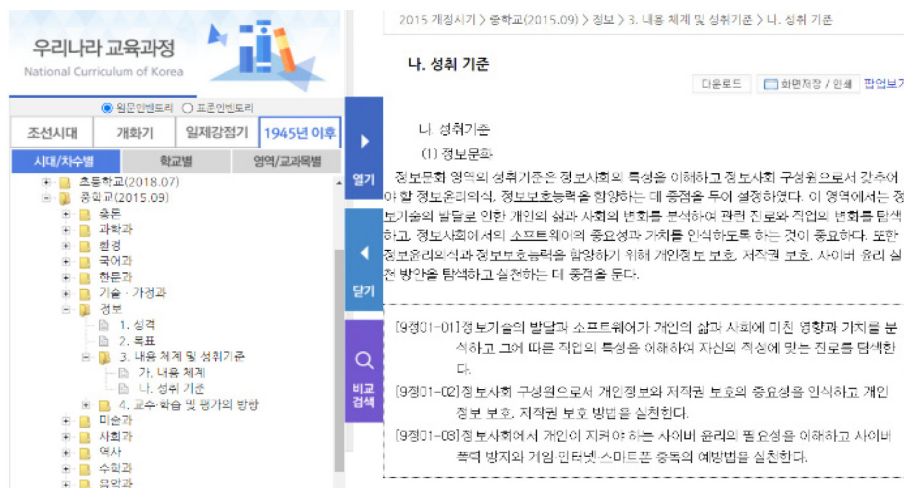 우리나라 교육과정
National Curriculum of Korea
원문인벤토리 표준인벤토리
조선시대 개화기 일제강점기 1945년 이후
시대/차수별 학교별 영역/교과목별
초등학교(2018.07)
중학교(2015.09)
총론
과학과
환경
국어과
한문과
기술·가정과
정보
1. 성격
2. 목표
3. 내용 체계 및 성취기준
가. 내용 체계
나. 성취 기준
4. 교수·학습 및 평가의 방향
미술과
사회과
역사
수학과
음악과
열기
닫기
비교
검색
2015 개정시기 > 중학교(2015.09) > 정보 > 3. 내용 체계 및 성취기준 > 나. 성취 기준
나. 성취 기준
다운로드 화면저장 / 인쇄 팝업보기
나. 성취기준
(1) 정보문화
정보문화 영역의 성취기준은 정보사회의 특성을 이해하고 정보사회 구성원으로서 갖추어
야 할 정보윤리의식, 정보보호능력을 함양하는 데 중점을 두어 설정하였다. 이 영역에서는 정
보기술의 발달로 인한 개인의 삶과 사회의 변화를 분석하여 관련 진로와 직업의 변화를 탐색
하고, 정보사회에서의 소프트웨어의 중요성과 가치를 인식하도록 하는 것이 중요하다. 또한
정보윤리의식과 정보보호능력을 함양하기 위해 개인정보 보호, 저작권 보호, 사이버 윤리 실
천 방안을 탐색하고 실천하는 데 중점을 둔다.
[9정01-01]정보기술의 발달과 소프트웨어가 개인의 삶과 사회에 미친 영향과 가치를 분
석하고 그에 따른 직업의 특성을 이해하여 자신의 적성에 맞는 진로를 탐색한
다.
[9정01-02]정보사회 구성원으로서 개인정보와 저작권 보호의 중요성을 인식하고 개인
정보 보호, 저작권 보호 방법을 실천한다.
[9정01-03]정보사회에서 개인이 지켜야 하는 사이버 윤리의 필요성을 이해하고 사이버
폭력 방지와 게임·인터넷·스마트폰 중독의 예방법을 실천한다.